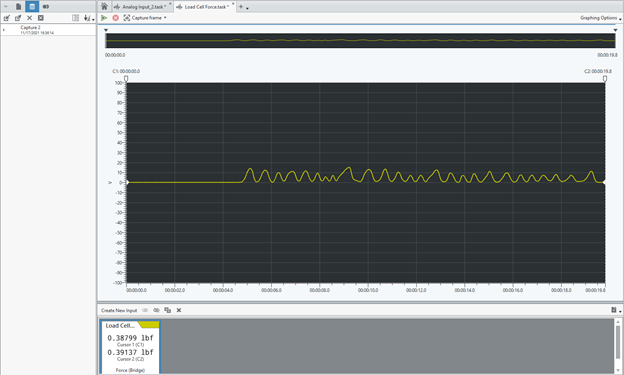 Analog Input_2.task *
Load Cell Force.task *
Capture Name
Graphing Options
Capture 2
11/17/2021 16:36:14
00:00:00.0
00:00:19.8
C1: 00:00:00.0
C2: 00:00:19.8
100
90
80
70
60
50
40
30
20
10
V
0
-10
-20
-30
-40
-50
-60
-70
-80
-90
-100
00:00:00.0
00:00:02.0
00:00:04.0
00:00:06.0
00:00:08.0
00:00:10.0
00:00:12.0
00:00:14.0
00:00:16.0
00:00:18.0
00:00:19.8
Create New Input
Load Cell...
0.38799 lbf
Cursor 1 (C1)
0.39137 lbf
Cursor 2 (C2)
Force (Bridge)